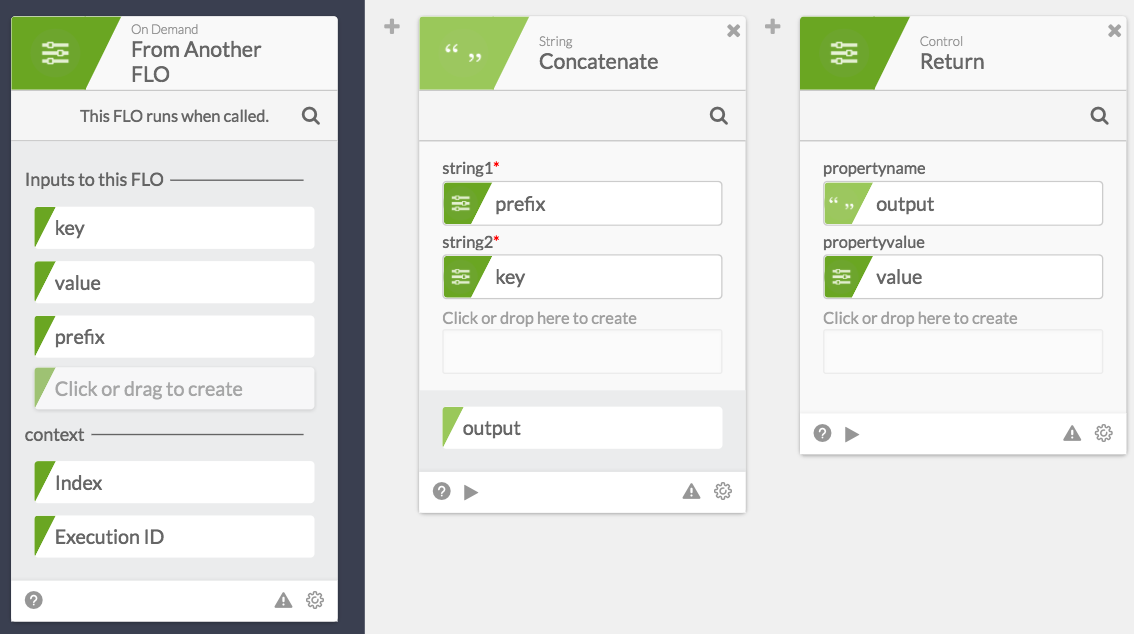 On Demand
From Another
FLO
This FLO runs when called.
Inputs to this FLO
key
value
prefix
Click or drag to create
context
Index
Execution ID
String
Concatenate
string1*
prefix
string2*
key
Click or drop here to create
output
Control
Return
propertyname
output
propertyvalue
value
Click or drop here to create